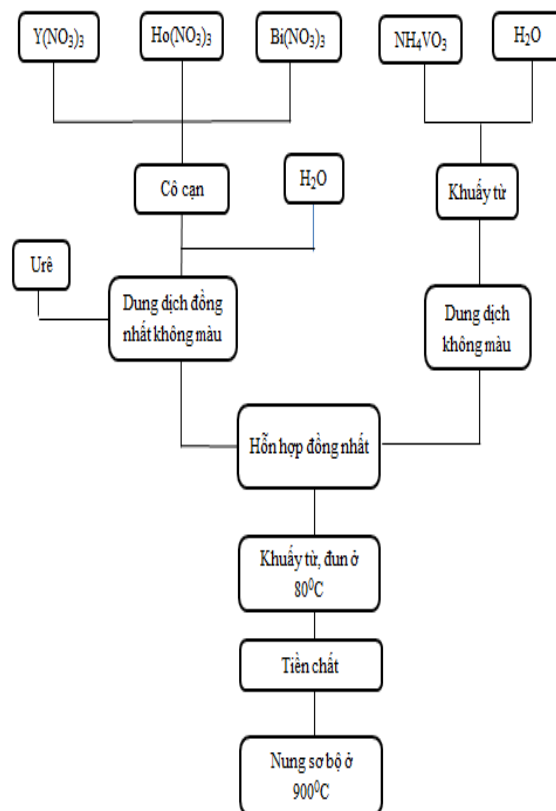 Y(NO₃)₃
Ho(NO₃)₃
Bi(NO₃)₃
NH₄VO₃
H₂O
Cô cạn
H₂O
Khuấy từ
Urê
Dung dịch đồng
nhất không màu
Dung dịch
không màu
Hỗn hợp đồng nhất
Khuấy từ, đun ở
80⁰C
Tiền chất
Nung sơ bộ ở
900⁰C